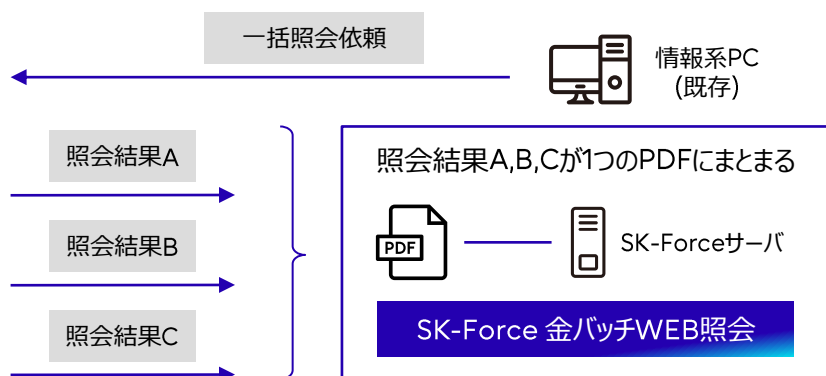 一括照会依頼
情報系PC
(既存)
照会結果A
照会結果B
照会結果C
照会結果A,B,Cが1つのPDFにまとまる
PDF
SK-Forceサーバ
SK-Force 金バッチWEB照会